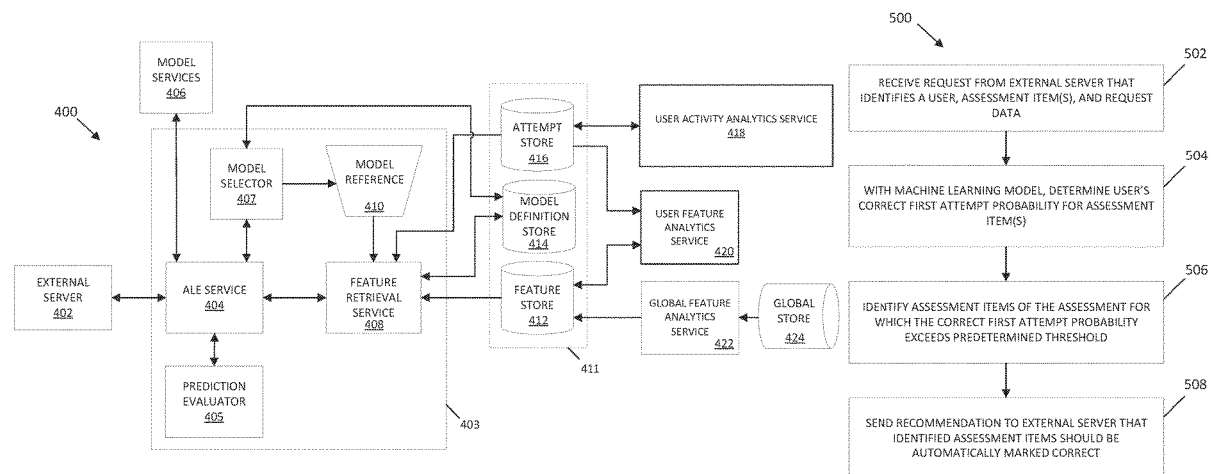 400
MODEL
SERVICES
406
MODEL
SELECTOR
407
MODEL
REFERENCE
410
EXTERNAL
SERVER
402
ALE SERVICE
404
FEATURE
RETRIEVAL
SERVICE
408
PREDICTION
EVALUATOR
405
403
ATTEMPT
STORE
416
MODEL
DEFINITION
STORE
414
FEATURE
STORE
412
411
USER ACTIVITY ANALYTICS SERVICE
418
USER FEATURE
ANALYTICS
SERVICE
420
GLOBAL FEATURE
ANALYTICS
SERVICE
422
GLOBAL
STORE
424
500
502
RECEIVE REQUEST FROM EXTERNAL SERVER THAT
IDENTIFIES A USER, ASSESSMENT ITEM(S), AND REQUEST
DATA
504
WITH MACHINE LEARNING MODEL, DETERMINE USER'S
CORRECT FIRST ATTEMPT PROBABILITY FOR ASSESSMENT
ITEM(S)
506
IDENTIFY ASSESSMENT ITEMS OF THE ASSESSMENT FOR
WHICH THE CORRECT FIRST ATTEMPT PROBABILITY
EXCEEDS PREDETERMINED THRESHOLD
508
SEND RECOMMENDATION TO EXTERNAL SERVER THAT
IDENTIFIED ASSESSMENT ITEMS SHOULD BE
AUTOMATICALLY MARKED CORRECT